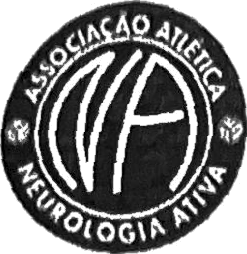 ASSOCIAÇÃO ATLÉTICA
NA
NEUROLOGIA ATIVA